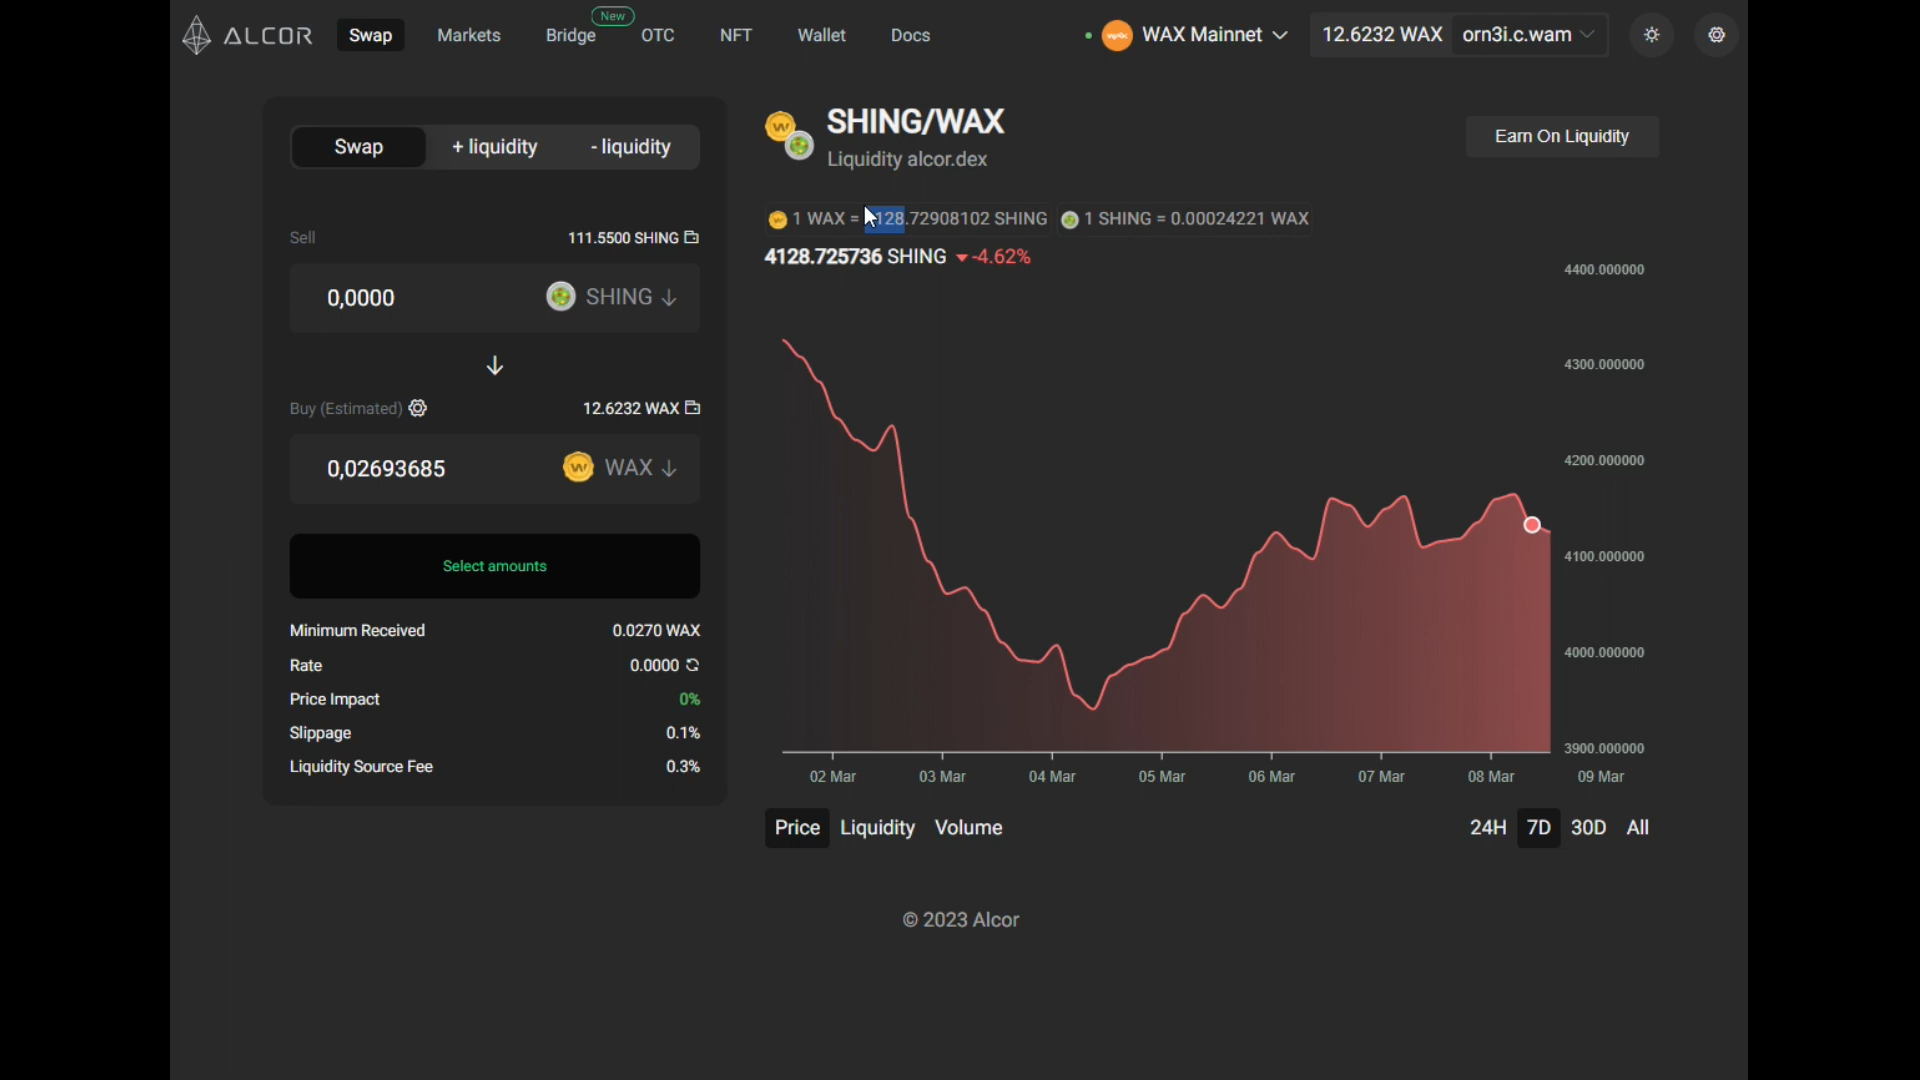 ALCOR Swap Markets Bridge New OTC NFT Wallet Docs WAX Mainnet 12.6232 WAX orn3i.c.wam
Swap + liquidity - liquidity
Sell 111.5500 SHING
0,0000 SHING
Buy (Estimated) 12.6232 WAX
0,02693685 WAX
Select amounts
Minimum Received 0.0270 WAX
Rate 0.0000
Price Impact 0%
Slippage 0.1%
Liquidity Source Fee 0.3%
SHING/WAX
Liquidity alcor.dex
Earn On Liquidity
1 WAX = 128.72908102 SHING 1 SHING = 0.00024221 WAX
4128.725736 SHING -4.62%
4400.000000
4300.000000
4200.000000
4100.000000
4000.000000
3900.000000
02 Mar 03 Mar 04 Mar 05 Mar 06 Mar 07 Mar 08 Mar 09 Mar
Price Liquidity Volume 24H 7D 30D All
© 2023 Alcor